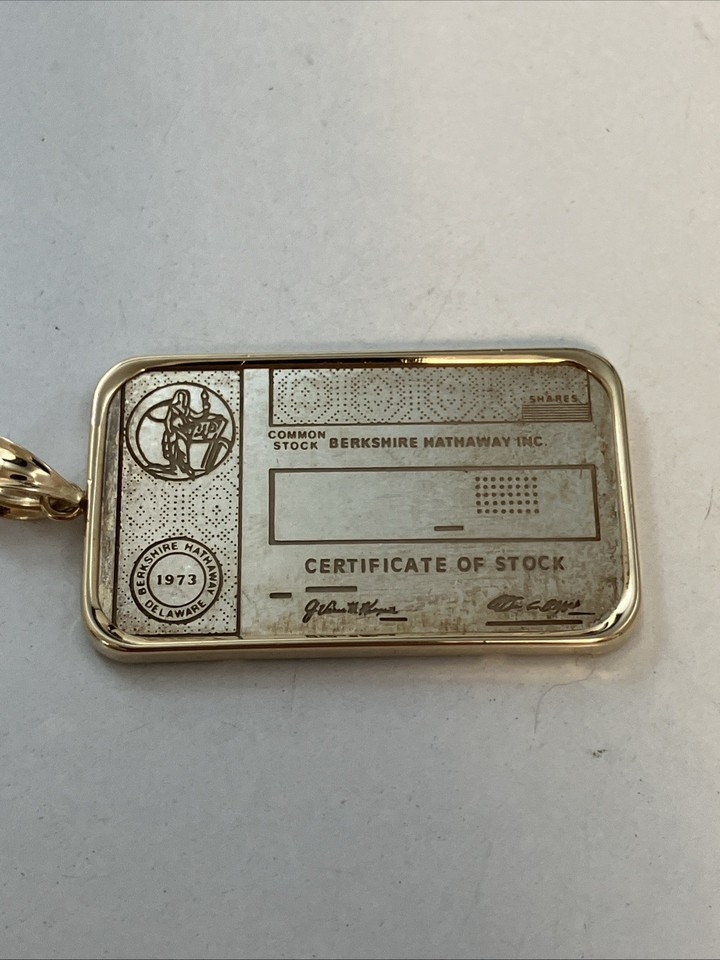 SHARES
COMMON STOCK
BERKSHIRE HATHAWAY INC.
CERTIFICATE OF STOCK
BERKSHIRE HATHAWAY
1973
DELAWARE